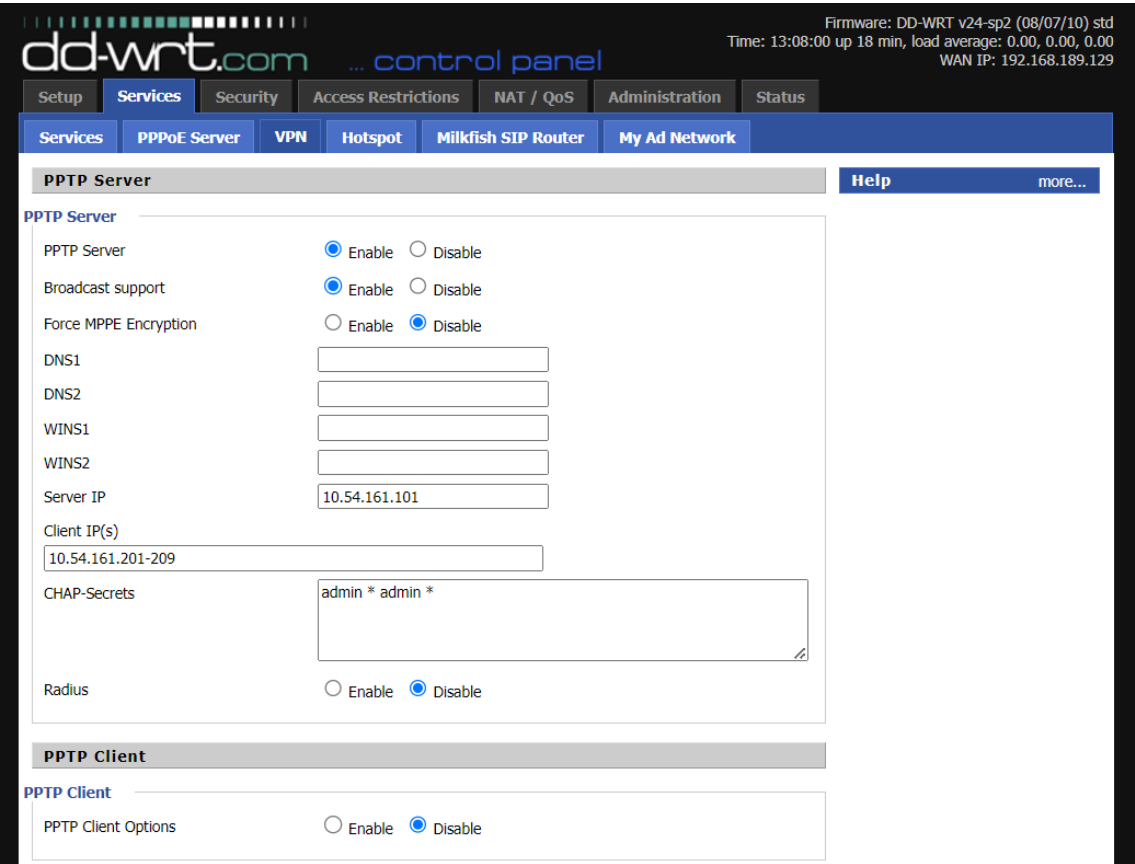 Firmware: DD-WRT v24-sp2 (08/07/10) std
Time: 13:08:00 up 18 min, load average: 0.00, 0.00, 0.00
WAN IP: 192.168.189.129
dd-wrt.com ... control panel
Setup Services Security Access Restrictions NAT / QoS Administration Status
Services PPPoE Server VPN Hotspot Milkfish SIP Router My Ad Network
PPTP Server
Help more...
PPTP Server
PPTP Server Enable Disable
Broadcast support Enable Disable
Force MPPE Encryption Enable Disable
DNS1
DNS2
WINS1
WINS2
Server IP 10.54.161.101
Client IP(s)
10.54.161.201-209
CHAP-Secrets admin * admin *
Radius Enable Disable
PPTP Client
PPTP Client
PPTP Client Options Enable Disable